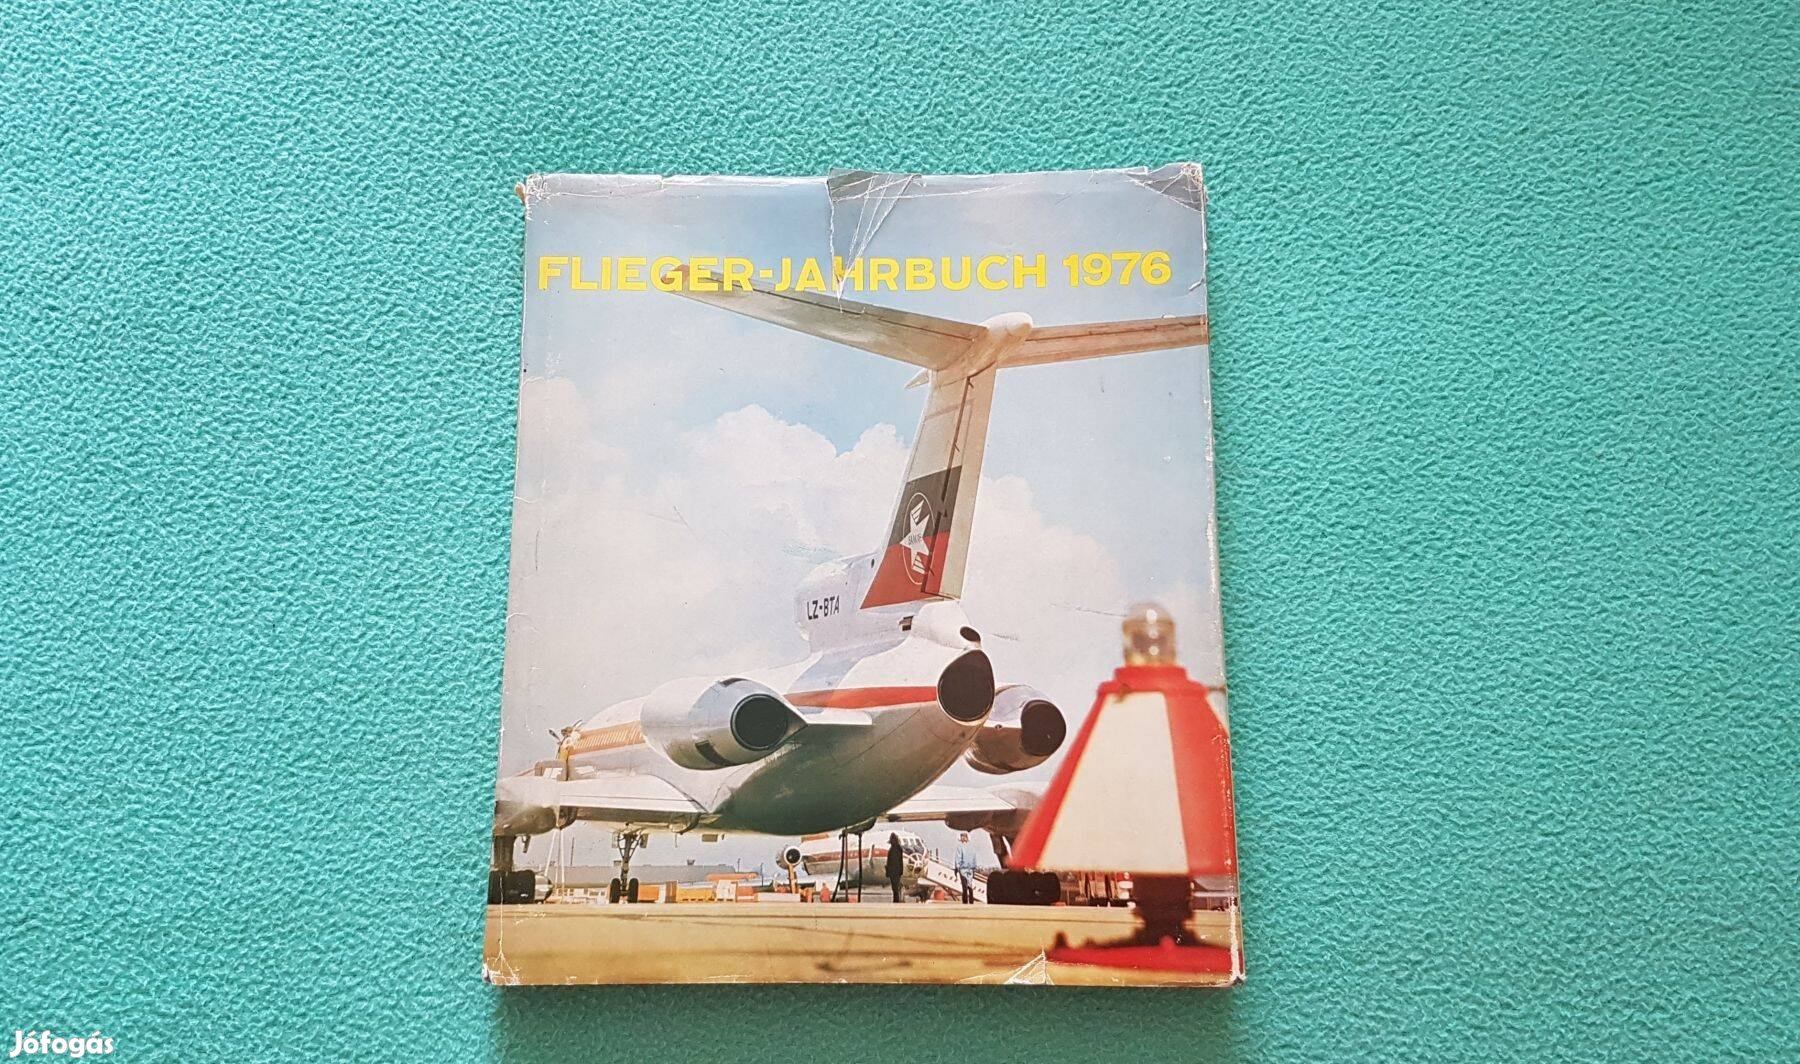 FLIEGER-JAHRBUCH 1976
LZ-BTA
Jófogás